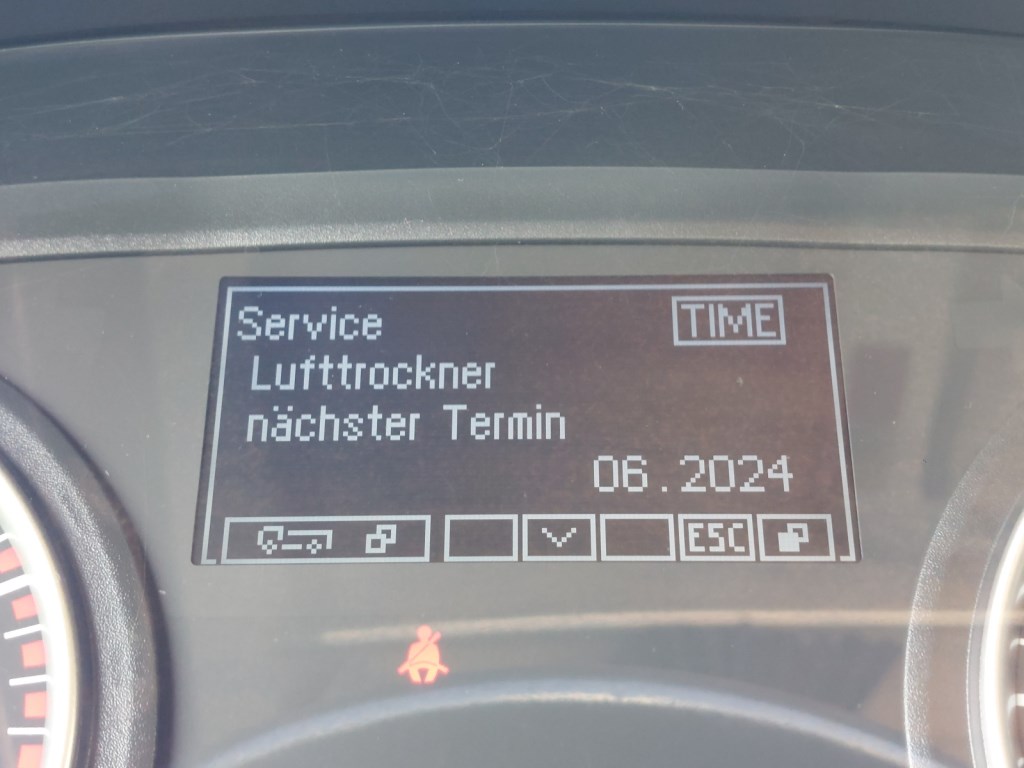 Service TIME
Lufttrockner
nächster Termin
06.2024
ESC